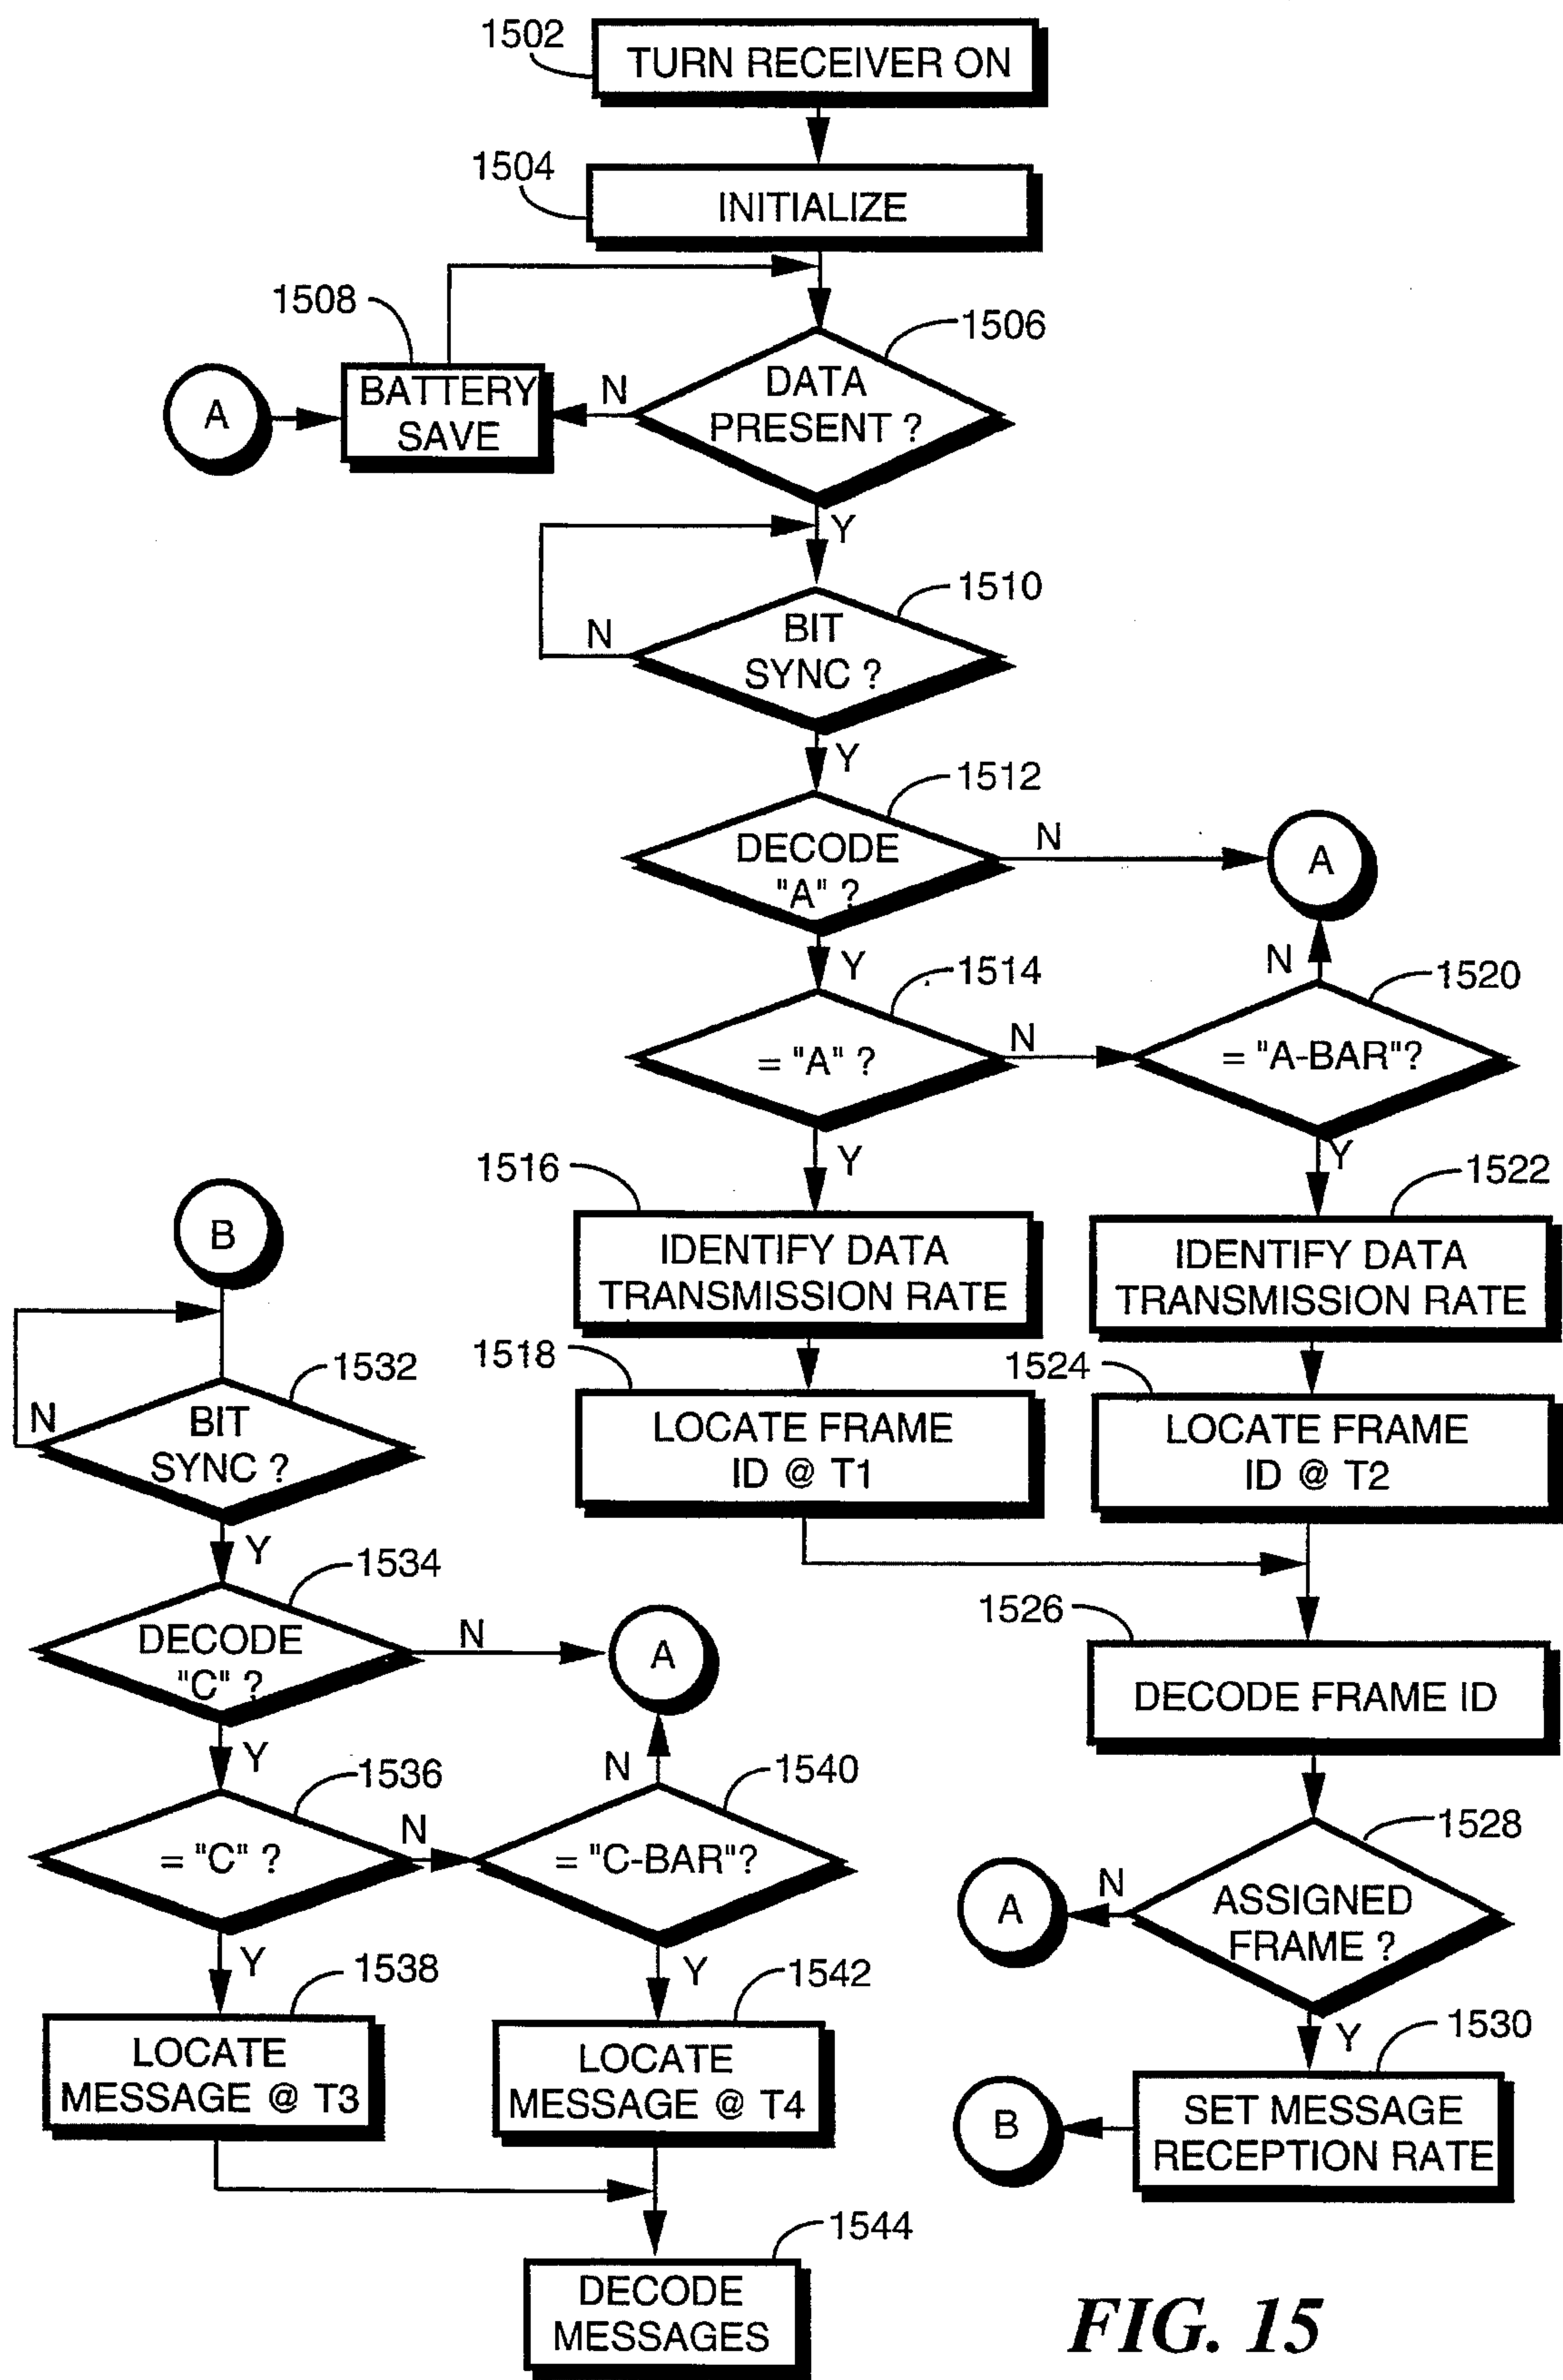 1502
TURN RECEIVER ON
1504
INITIALIZE
1508
1506
A
BATTERY
SAVE
N
DATA
PRESENT ?
Y
1510
N
BIT
SYNC ?
Y
1512
DECODE
"A" ?
N
A
Y
1514
N
1520
= "A" ?
N
= "A-BAR"?
Y
Y
1516
1522
IDENTIFY DATA
TRANSMISSION RATE
IDENTIFY DATA
TRANSMISSION RATE
1518
1524
LOCATE FRAME
ID @ T1
LOCATE FRAME
ID @ T2
1526
DECODE FRAME ID
1528
A
N
ASSIGNED
FRAME ?
Y
1530
B
SET MESSAGE
RECEPTION RATE
B
1532
N
BIT
SYNC ?
Y
1534
DECODE
"C" ?
N
A
Y
1536
N
1540
= "C" ?
N
= "C-BAR"?
Y
1538
Y
1542
LOCATE
MESSAGE @ T3
LOCATE
MESSAGE @ T4
1544
DECODE
MESSAGES
FIG. 15